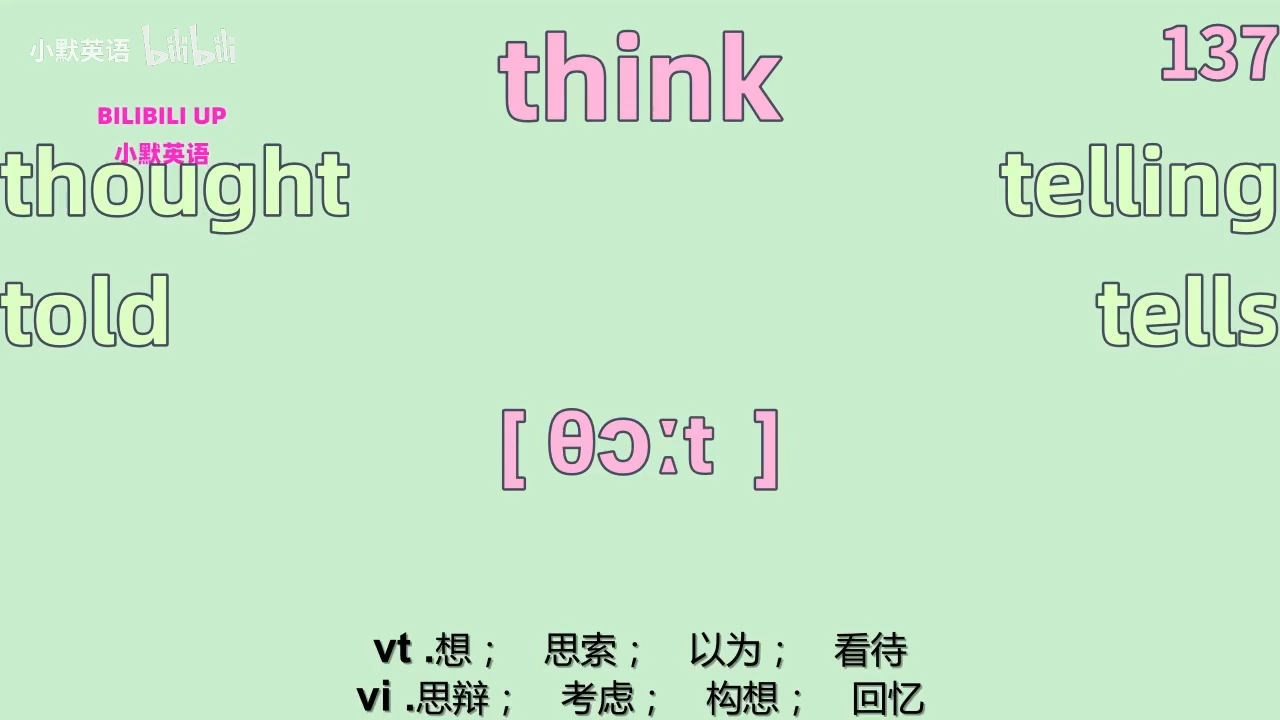 小默英语 bilibili
think
137
BILIBILI UP
小默英语
thought
telling
told
tells
[ θɔːt ]
vt .想； 思索； 以为； 看待
vi .思辩； 考虑； 构想； 回忆